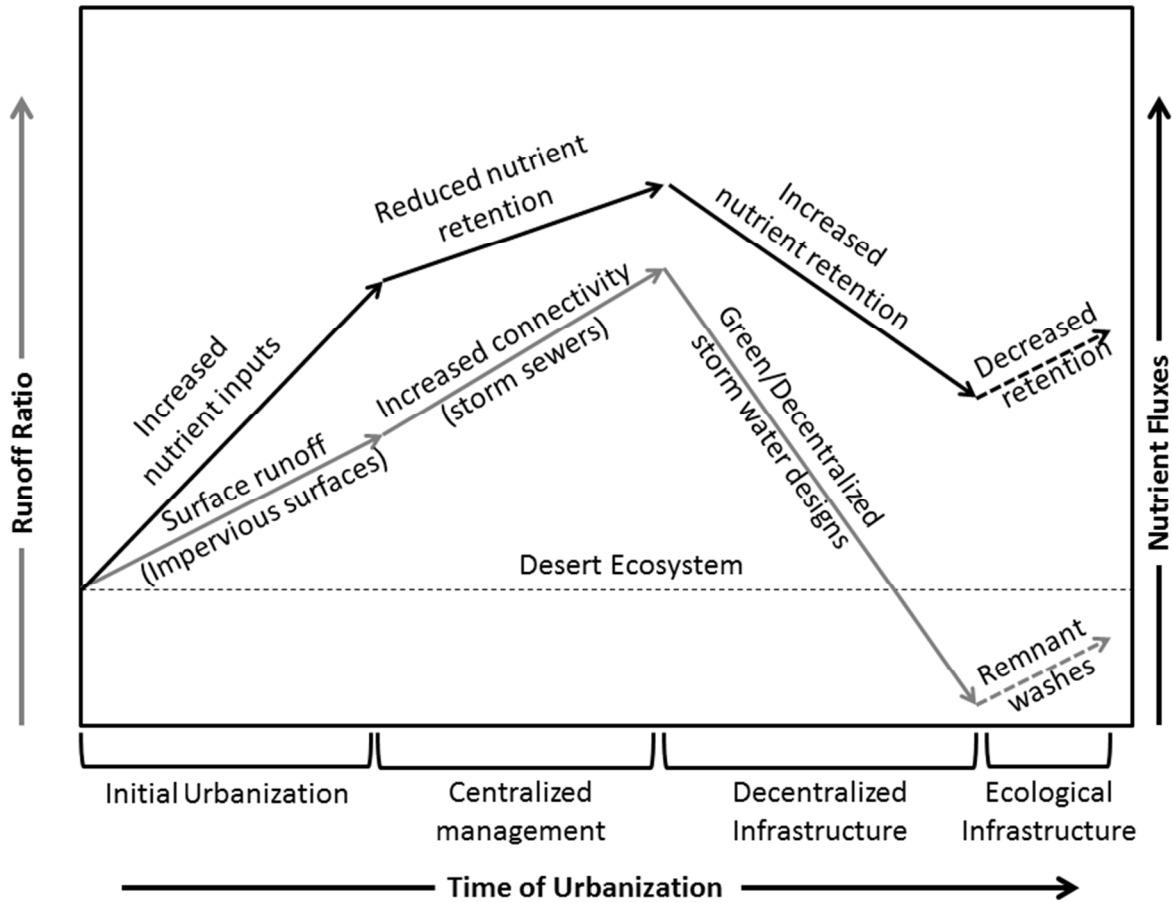 Runoff Ratio
Nutrient Fluxes
Increased
nutrient inputs
Reduced nutrient
retention
Increased
nutrient retention
Decreased
retention
Surface runoff
(Impervious surfaces)
Increased connectivity
(storm sewers)
Green/Decentralized
storm water designs
Remnant
washes
Desert Ecosystem
Initial Urbanization
Centralized
management
Decentralized
Infrastructure
Ecological
Infrastructure
Time of Urbanization